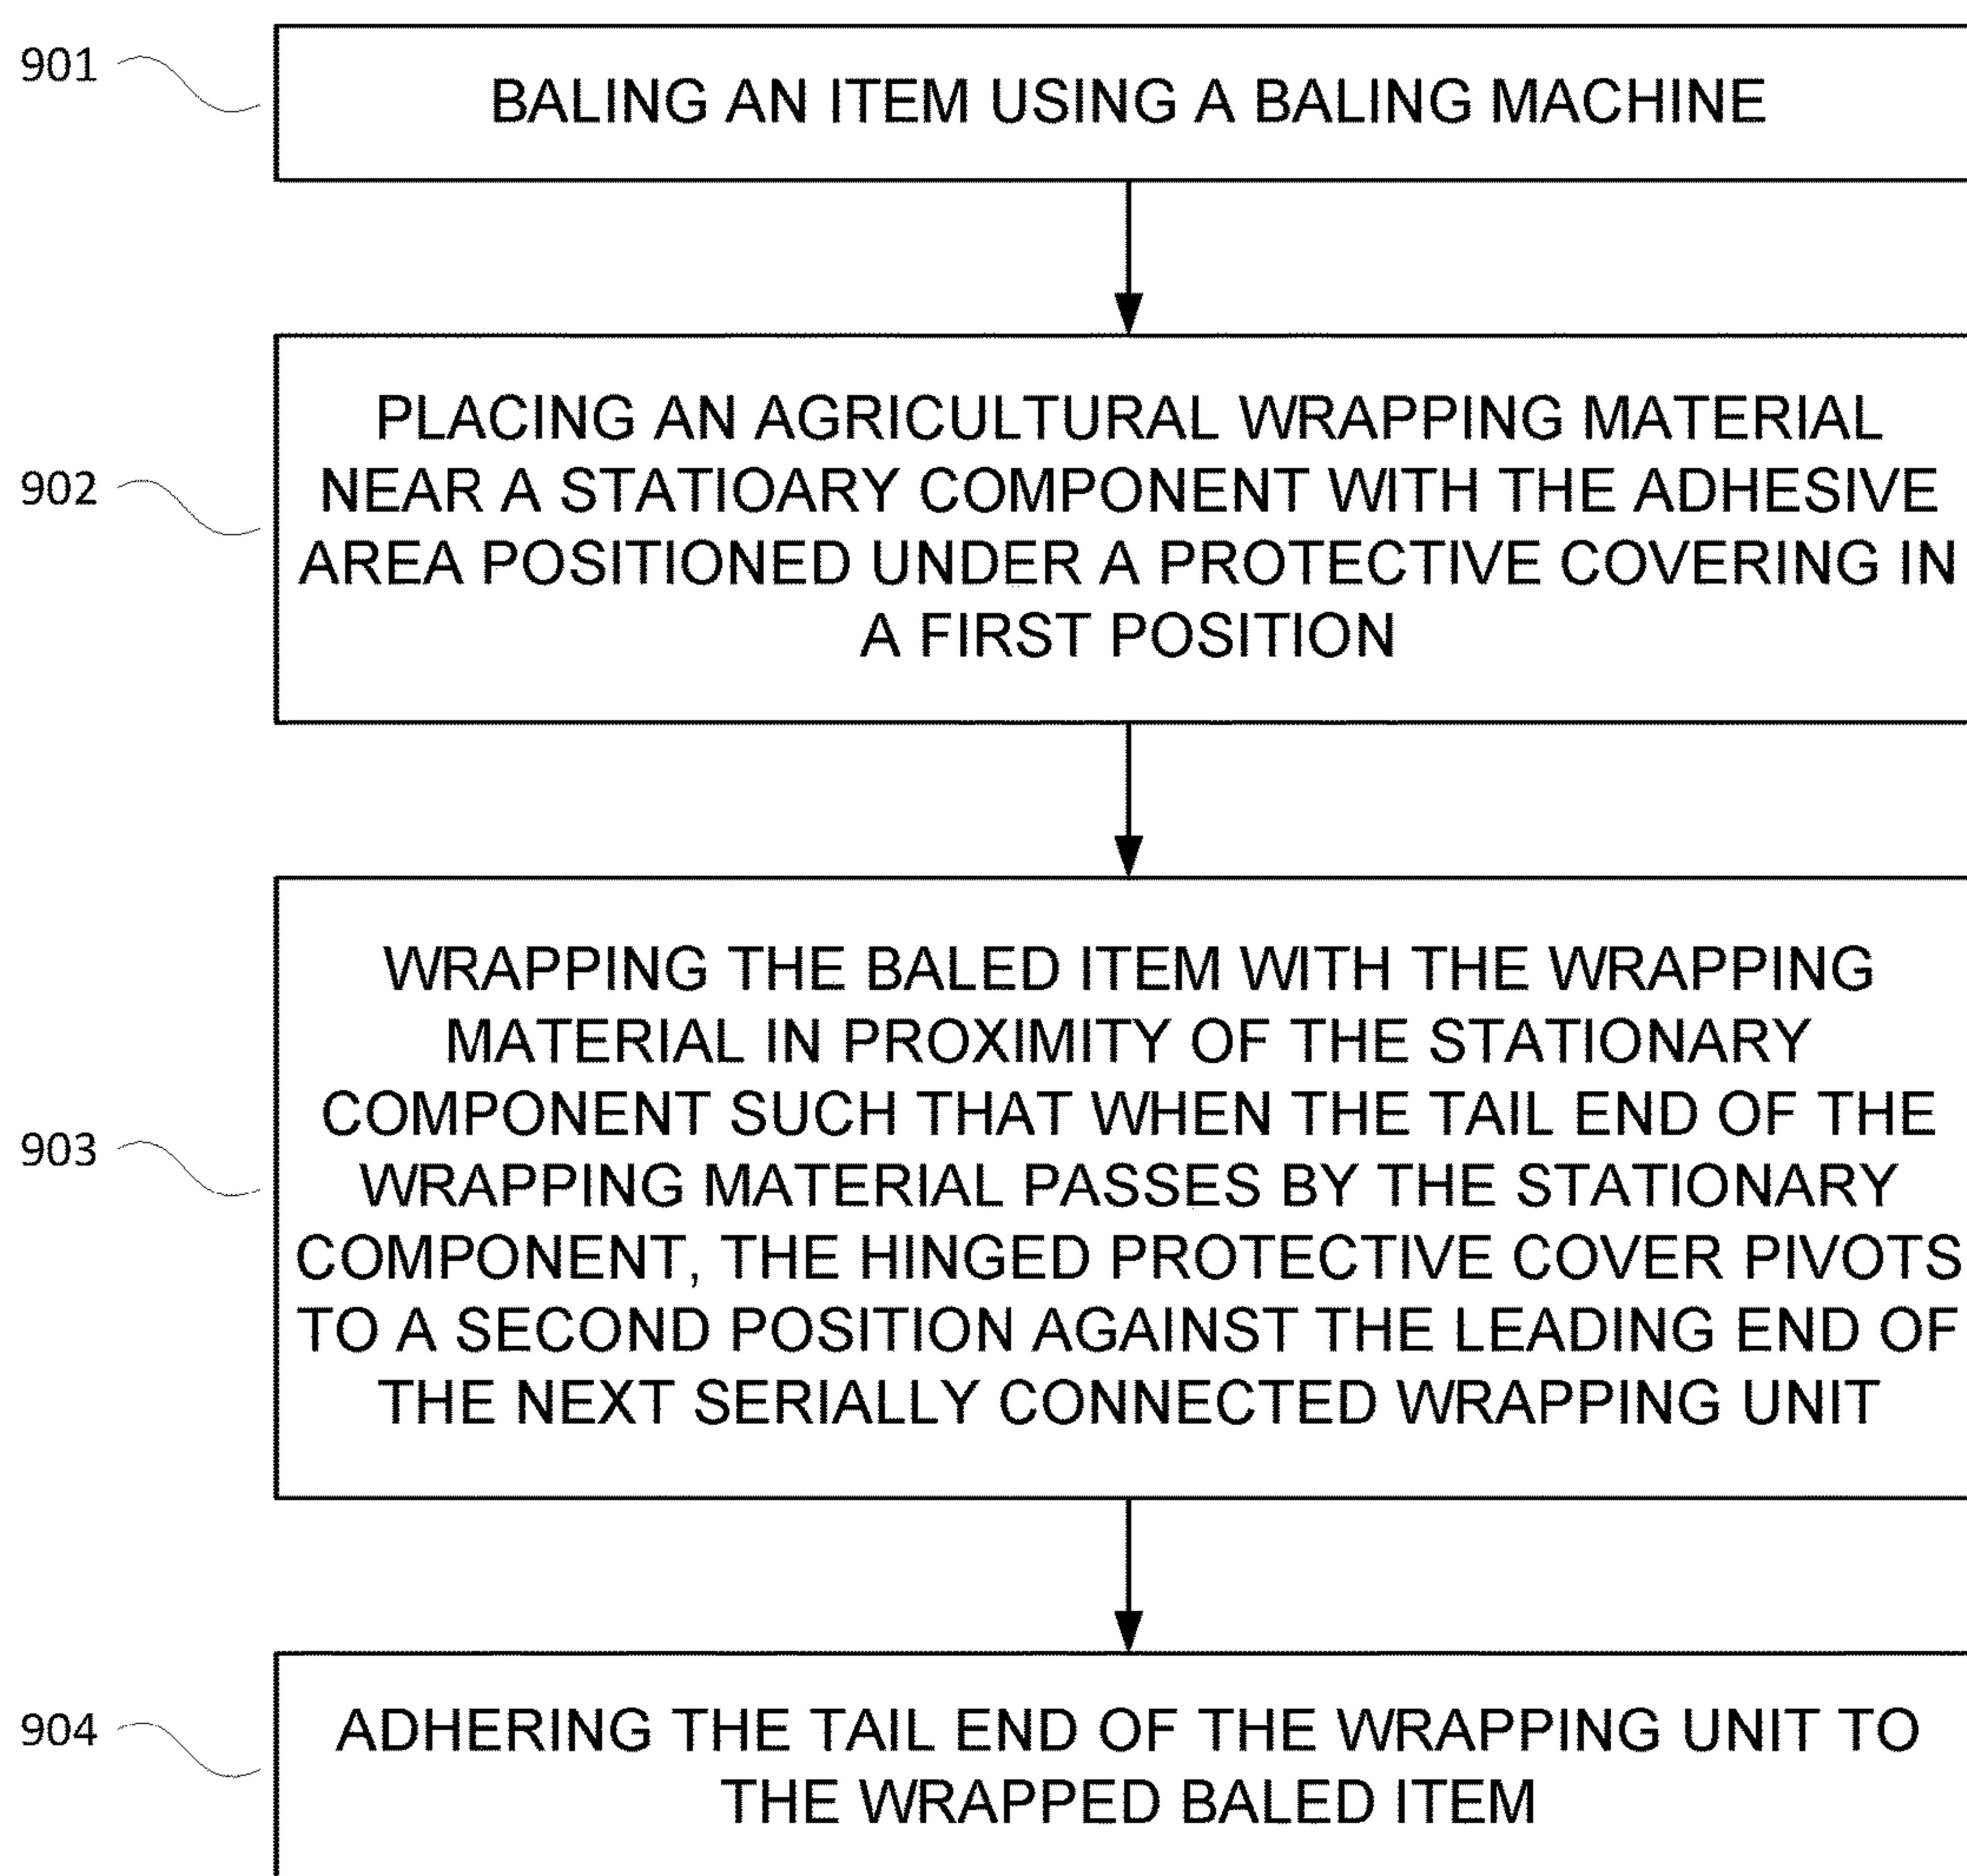 901
BALING AN ITEM USING A BALING MACHINE
902
PLACING AN AGRICULTURAL WRAPPING MATERIAL
NEAR A STATIOARY COMPONENT WITH THE ADHESIVE
AREA POSITIONED UNDER A PROTECTIVE COVERING IN
A FIRST POSITION
903
WRAPPING THE BALED ITEM WITH THE WRAPPING
MATERIAL IN PROXIMITY OF THE STATIONARY
COMPONENT SUCH THAT WHEN THE TAIL END OF THE
WRAPPING MATERIAL PASSES BY THE STATIONARY
COMPONENT, THE HINGED PROTECTIVE COVER PIVOTS
TO A SECOND POSITION AGAINST THE LEADING END OF
THE NEXT SERIALLY CONNECTED WRAPPING UNIT
904
ADHERING THE TAIL END OF THE WRAPPING UNIT TO
THE WRAPPED BALED ITEM